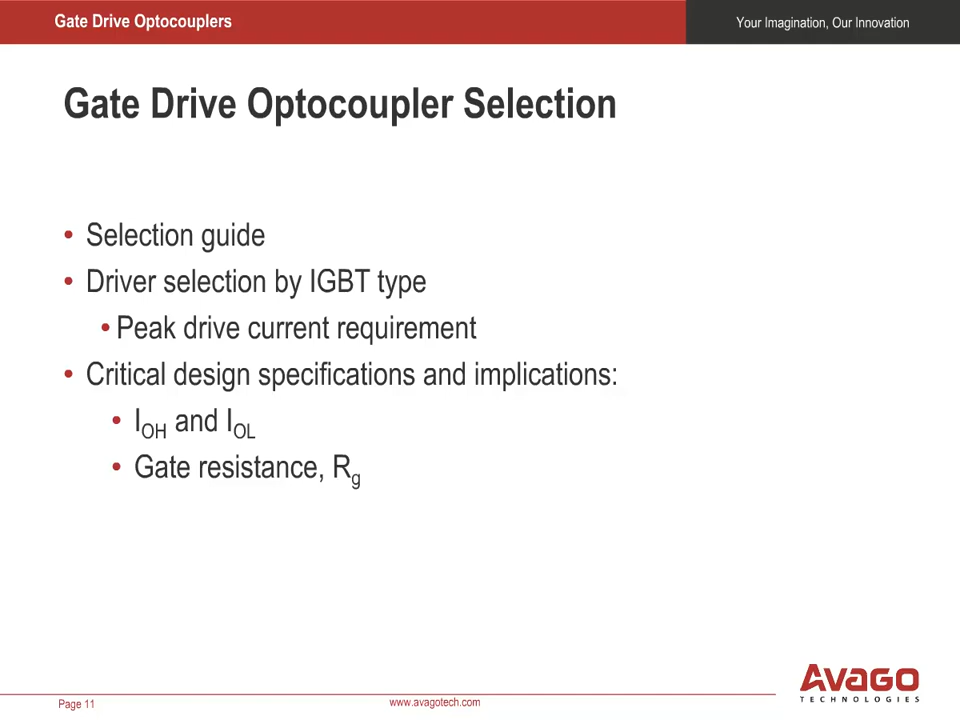 Gate Drive Optocouplers
Your Imagination, Our Innovation
Gate Drive Optocoupler Selection
• Selection guide
• Driver selection by IGBT type
• Peak drive current requirement
• Critical design specifications and implications:
• IOH and IOL
• Gate resistance, Rg
AVAGO
TECHNOLOGIES
Page 11
www.avagotech.com